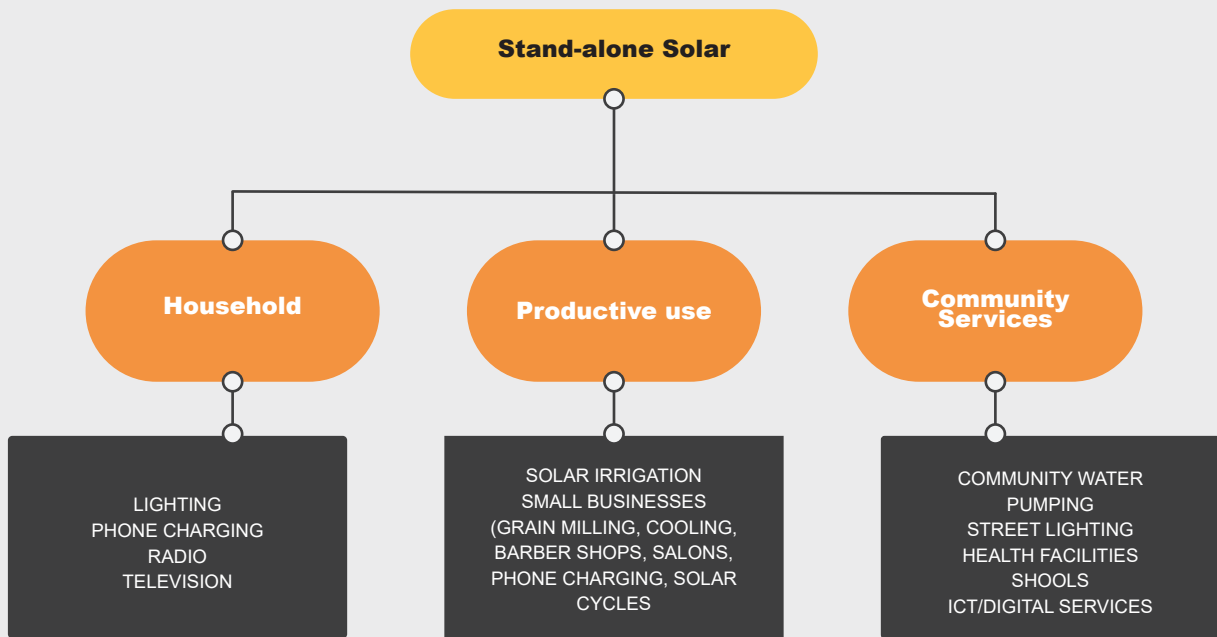 Stand-alone Solar
Household
Productive use
Community
Services
LIGHTING
PHONE CHARGING
RADIO
TELEVISION
SOLAR IRRIGATION
SMALL BUSINESSES
(GRAIN MILLING, COOLING,
BARBER SHOPS, SALONS,
PHONE CHARGING, SOLAR
CYCLES
COMMUNITY WATER
PUMPING
STREET LIGHTING
HEALTH FACILITIES
SHOOLS
ICT/DIGITAL SERVICES